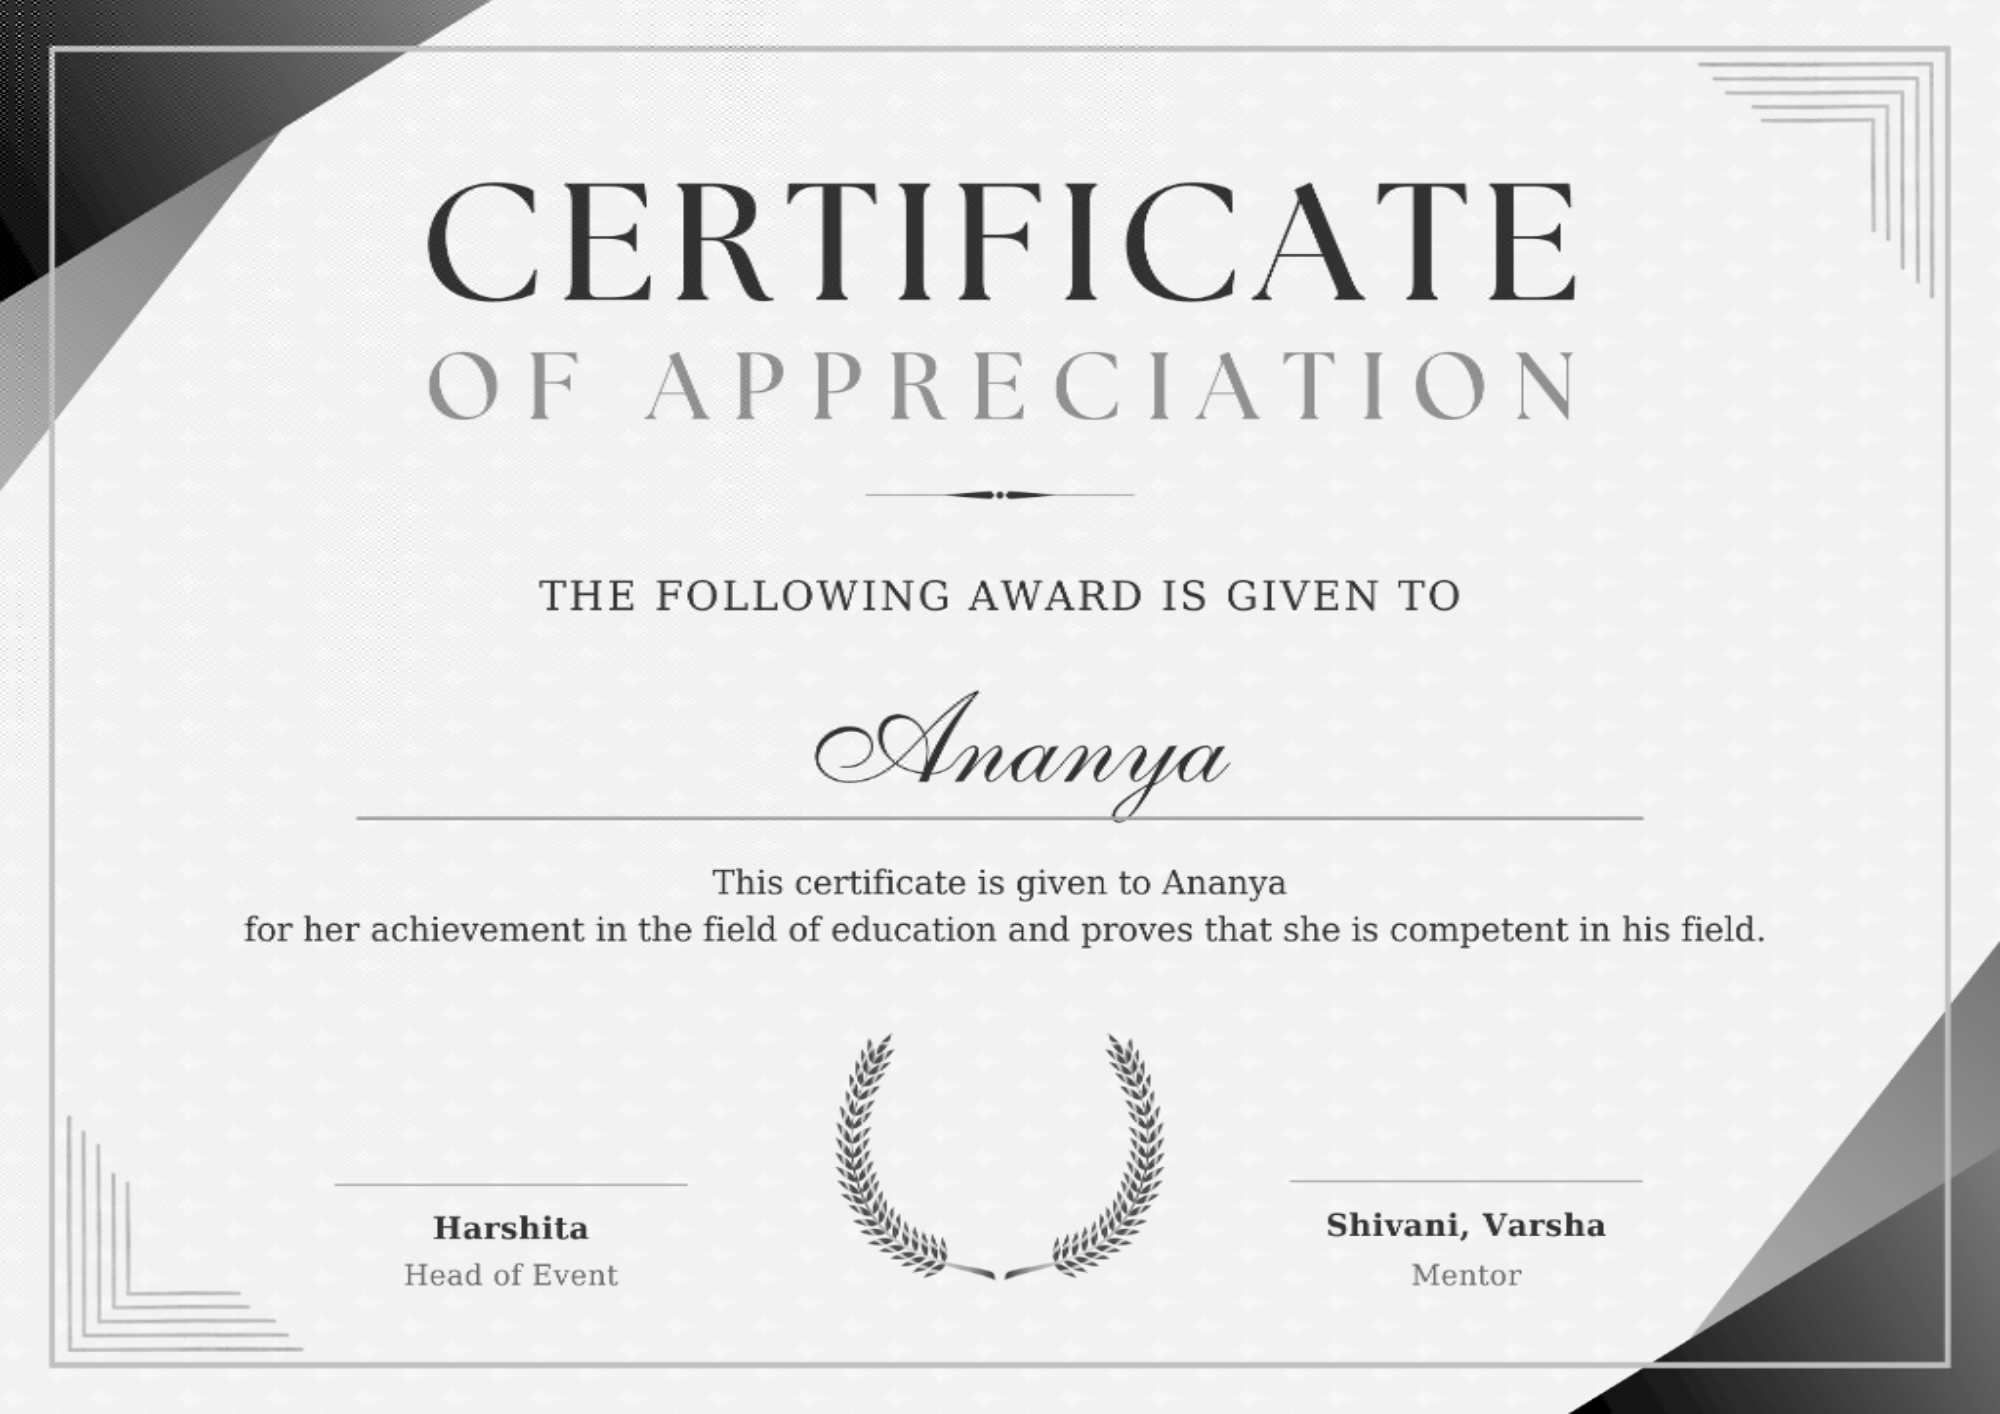 CERTIFICATE
OF APPRECIATION
THE FOLLOWING AWARD IS GIVEN TO
Ananya
This certificate is given to Ananya
for her achievement in the field of education and proves that she is competent in his field.
Harshita
Head of Event
Shivani, Varsha
Mentor